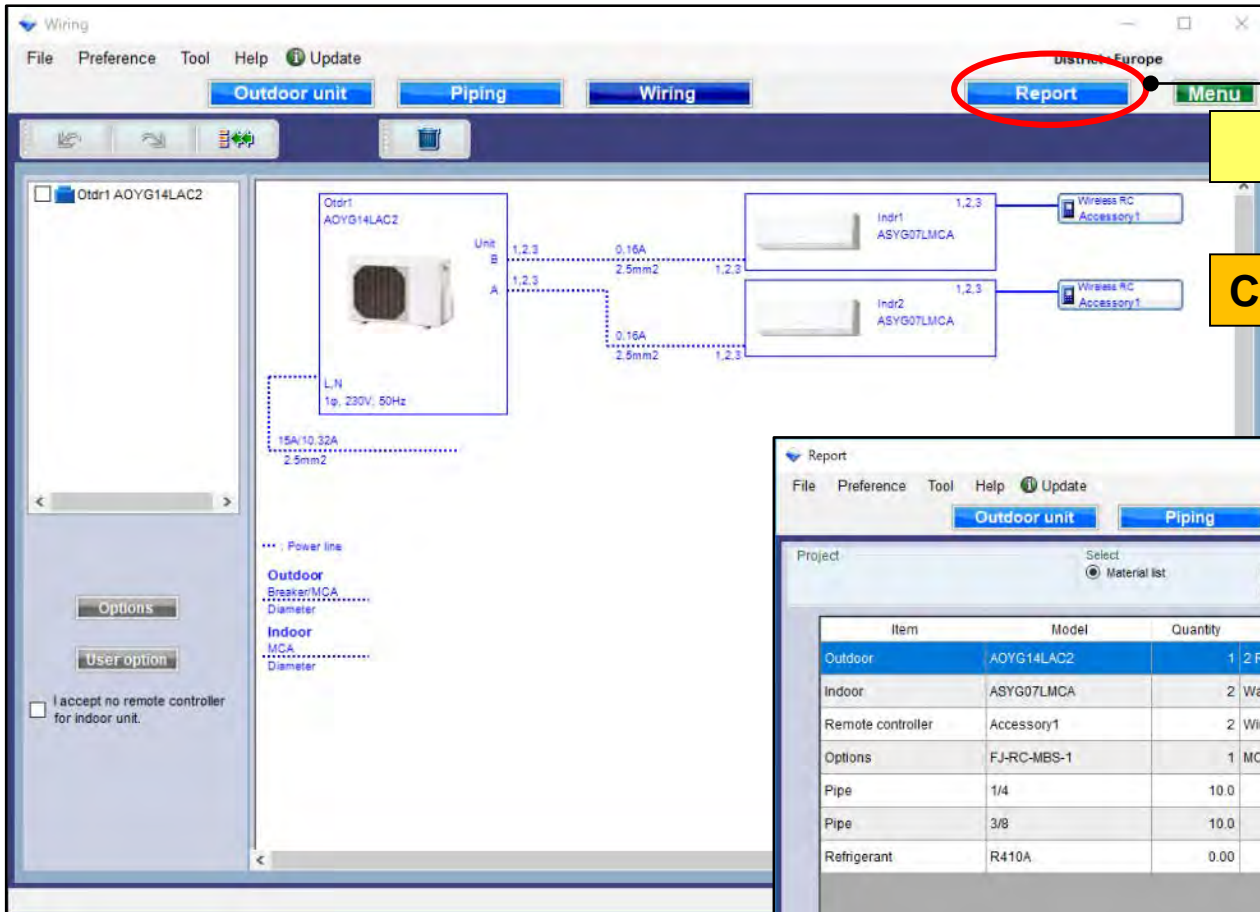 Wiring
File Preference Tool Help Update
District: Europe
Outdoor unit Piping Wiring Report Menu
Otdr1 AOYG14LAC2
Otdr1
AOYG14LAC2
Unit
B
A
1,2,3
1,2,3
0.16A
2.5mm2
1,2,3
Indr1
ASYG07LMCA
1,2,3
Wireless RC
Accessory1
0.16A
2.5mm2
1,2,3
Indr2
ASYG07LMCA
1,2,3
Wireless RC
Accessory1
C
L,N
1φ, 230V, 50Hz
15A/10.32A
2.5mm2
: Power line
Outdoor
Breaker/MCA
Diameter
Indoor
MCA
Diameter
Options
User option
I accept no remote controller
for indoor unit.
Report
File Preference Tool Help Update
Outdoor unit Piping
Project
Select
Material list
Item Model Quantity
Outdoor AOYG14LAC2 1 2 F
Indoor ASYG07LMCA 2 Wa
Remote controller Accessory1 2 Wi
Options FJ-RC-MBS-1 1 MO
Pipe 1/4 10.0
Pipe 3/8 10.0
Refrigerant R410A 0.00